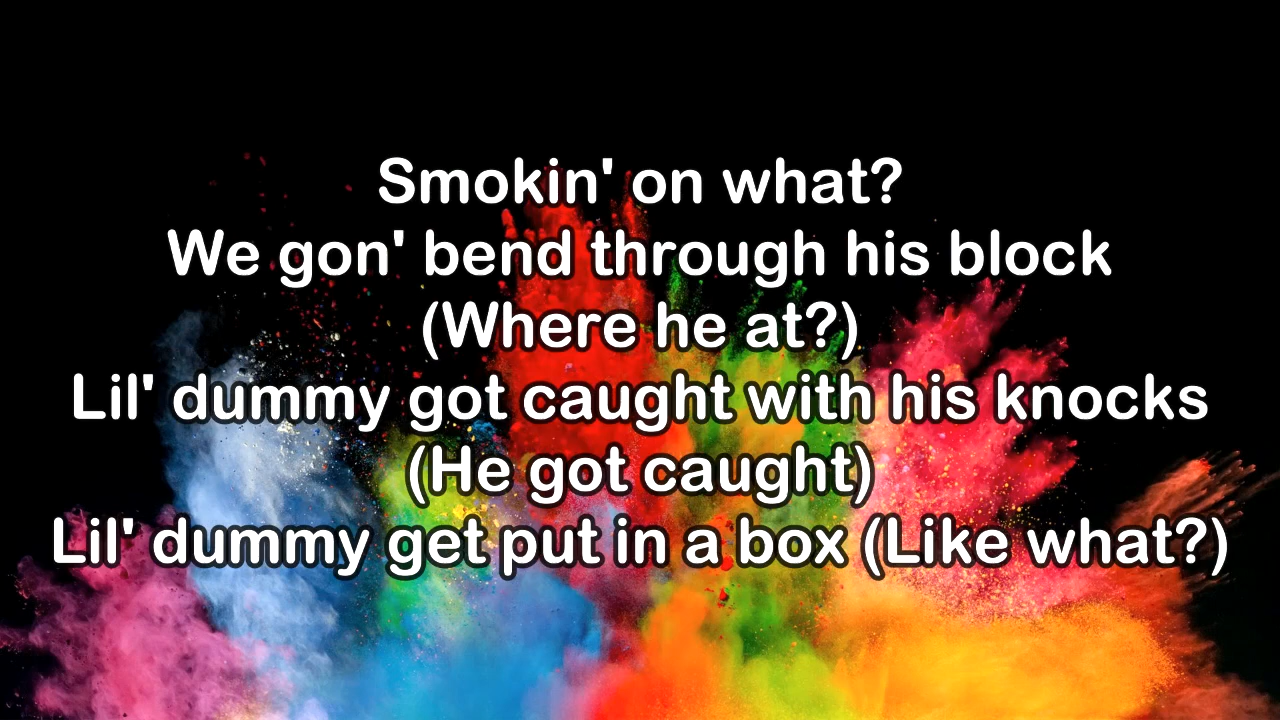 Smokin' on what?
We gon' bend through his block
(Where he at?)
Lil' dummy got caught with his knocks
(He got caught)
Lil' dummy get put in a box (Like what?)